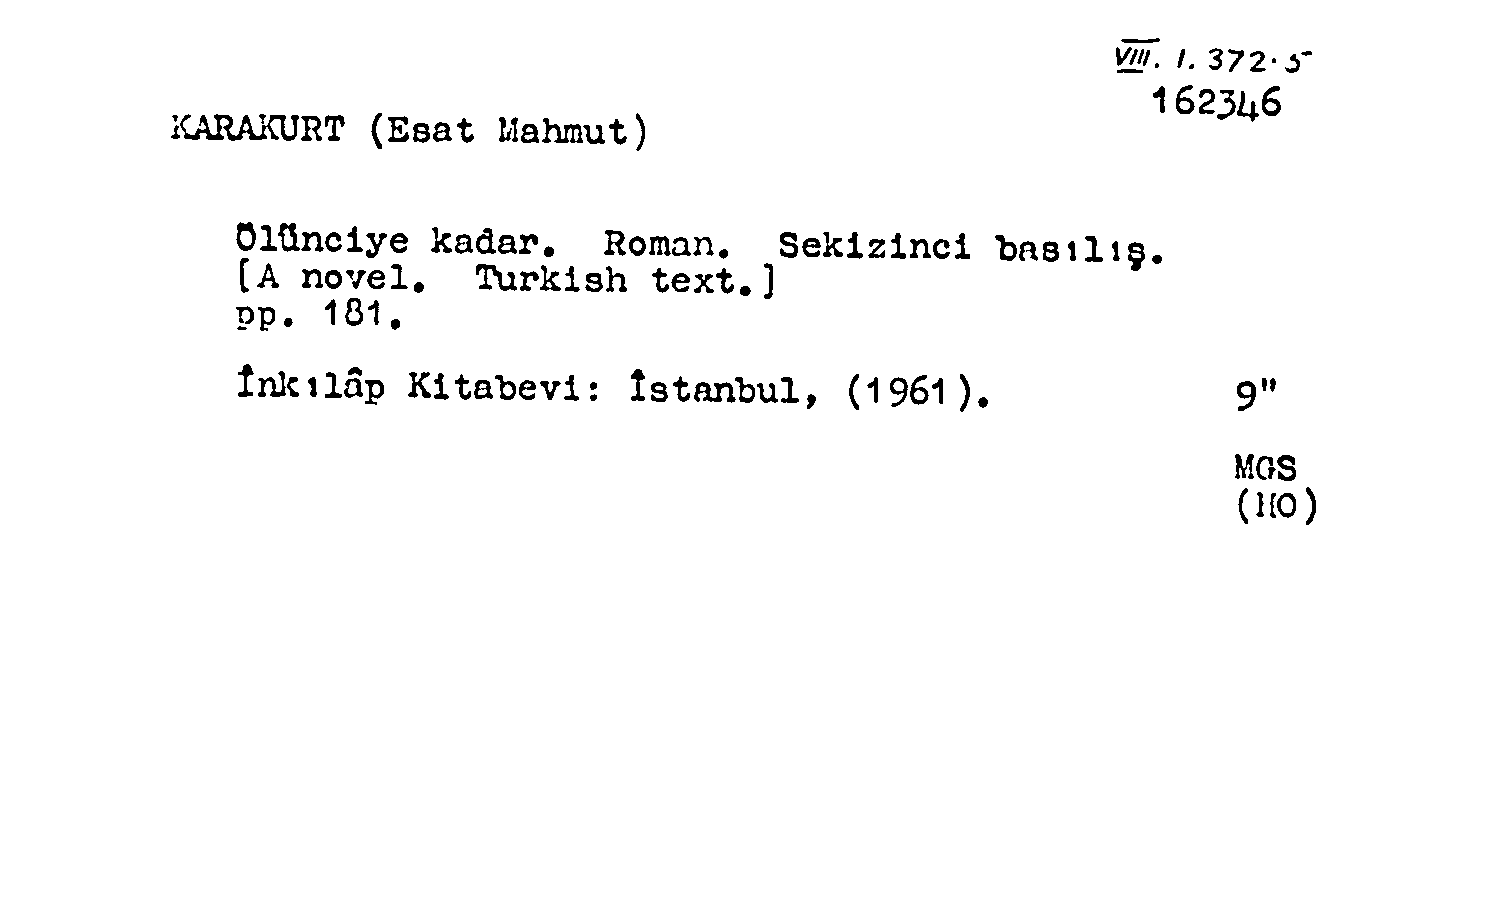 VIII. 1. 372.5
162346
KARAKURT (Esat Mahmut)
Ölünciye kadar. Roman. Sekizinci basılış.
[A novel. Turkish text.]
pp. 181.
İnkılâp Kitabevi: İstanbul, (1961). 9"
MGS
(HO)